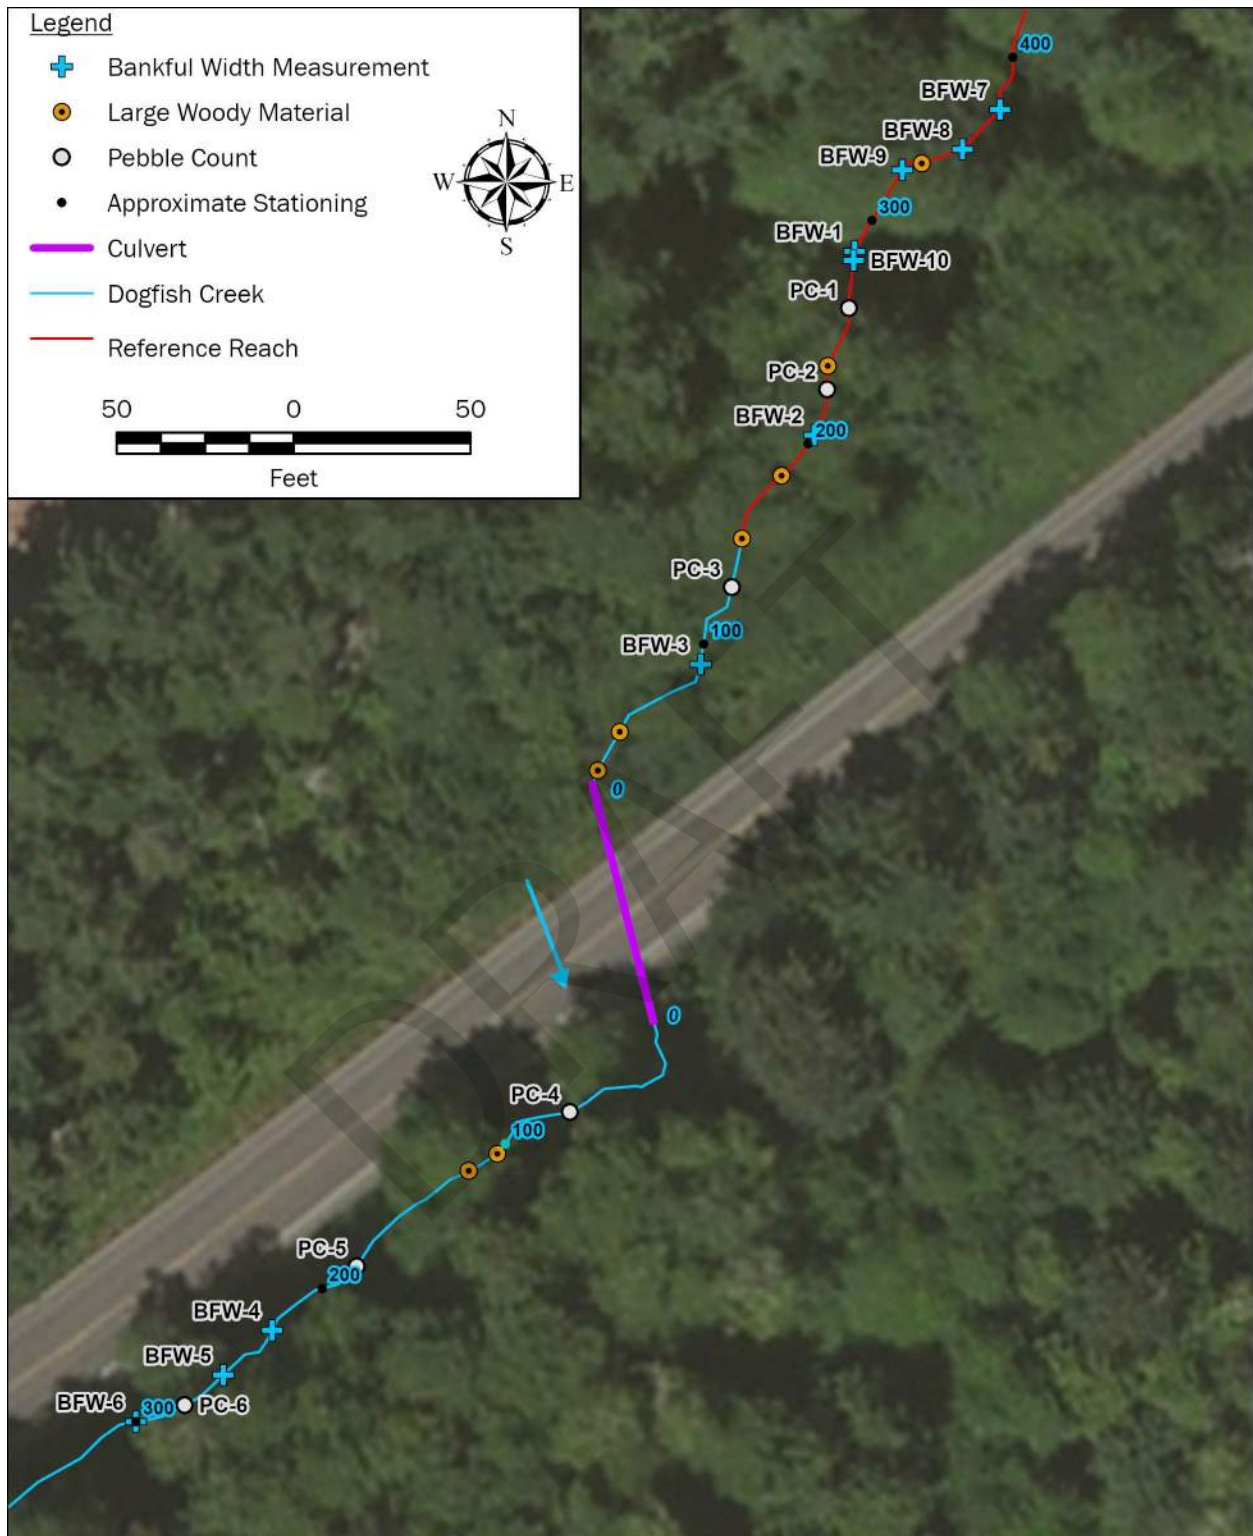 Legend
Bankful Width Measurement
Large Woody Material
Pebble Count
Approximate Stationing
Culvert
Dogfish Creek
Reference Reach
N
W E
S
50 0 50
Feet
400
BFW-7
BFW-8
BFW-9
300
BFW-1
BFW-10
PC-1
PC-2
BFW-2
200
PC-3
100
BFW-3
0
DRAFT
0
PC-4
100
PC-5
200
BFW-4
BFW-5
BFW-6
300
PC-6